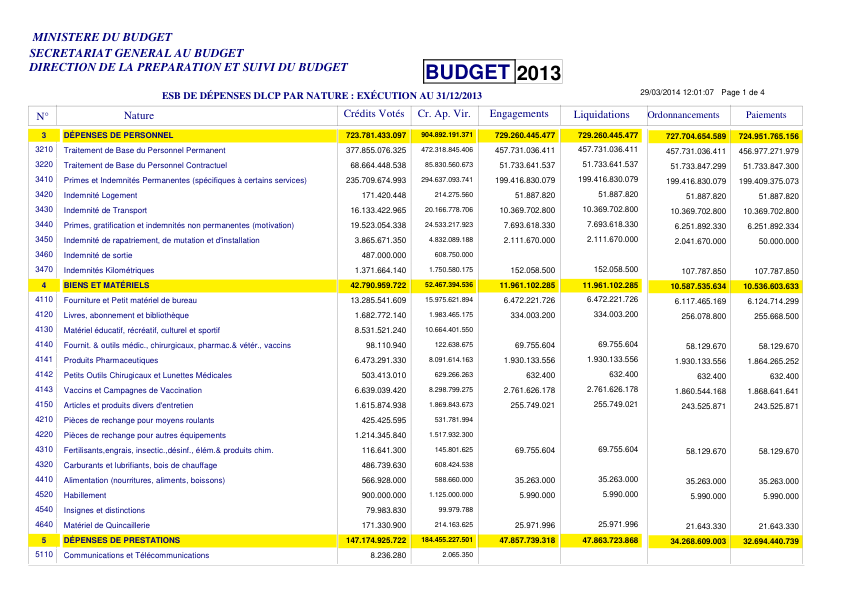 MINISTERE DU BUDGET
SECRETARIAT GENERAL AU BUDGET
DIRECTION DE LA PREPARATION ET SUIVI DU BUDGET
BUDGET 2013
ESB DE DÉPENSES DLCP PAR NATURE : EXÉCUTION AU 31/12/2013
29/03/2014 12:01:07 Page 1 de 4
N° Nature Crédits Votés Cr. Ap. Vir. Engagements Liquidations Ordonnancements Paiements
3 DÉPENSES DE PERSONNEL 723.781.433.097 904.892.191.371 729.260.445.477 729.260.445.477 727.704.654.589 724.951.765.156
3210 Traitement de Base du Personnel Permanent 377.855.076.325 472.318.845.406 457.731.036.411 457.731.036.411 457.731.036.411 456.977.271.979
3220 Traitement de Base du Personnel Contractuel 68.664.448.538 85.830.560.673 51.733.641.537 51.733.641.537 51.733.847.299 51.733.847.300
3410 Primes et Indemnités Permanentes (spécifiques à certains services) 235.709.674.993 294.637.093.741 199.416.830.079 199.416.830.079 199.416.830.079 199.409.375.073
3420 Indemnité Logement 171.420.448 214.275.560 51.887.820 51.887.820 51.887.820 51.887.820
3430 Indemnité de Transport 16.133.422.965 20.166.778.706 10.369.702.800 10.369.702.800 10.369.702.800 10.369.702.800
3440 Primes, gratification et indemnités non permanentes (motivation) 19.523.054.338 24.533.217.923 7.693.618.330 7.693.618.330 6.251.892.330 6.251.892.334
3450 Indemnité de rapatriement, de mutation et d'installation 3.865.671.350 4.832.089.188 2.111.670.000 2.111.670.000 2.041.670.000 50.000.000
3460 Indemnité de sortie 487.000.000 608.750.000
3470 Indemnités Kilométriques 1.371.664.140 1.750.580.175 152.058.500 152.058.500 107.787.850 107.787.850
4 BIENS ET MATÉRIELS 42.790.959.722 52.467.394.536 11.961.102.285 11.961.102.285 10.587.535.634 10.536.603.633
4110 Fourniture et Petit matériel de bureau 13.285.541.609 15.975.621.894 6.472.221.726 6.472.221.726 6.117.465.169 6.124.714.299
4120 Livres, abonnement et bibliothèque 1.682.772.140 1.983.465.175 334.003.200 334.003.200 256.078.800 255.668.500
4130 Matériel éducatif, récréatif, culturel et sportif 8.531.521.240 10.664.401.550
4140 Fournit. & outils médic., chirurgicaux, pharmac.& vétér., vaccins 98.110.940 122.638.675 69.755.604 69.755.604 58.129.670 58.129.670
4141 Produits Pharmaceutiques 6.473.291.330 8.091.614.163 1.930.133.556 1.930.133.556 1.930.133.556 1.864.265.252
4142 Petits Outils Chirugicaux et Lunettes Médicales 503.413.010 629.266.263 632.400 632.400 632.400 632.400
4143 Vaccins et Campagnes de Vaccination 6.639.039.420 8.298.799.275 2.761.626.178 2.761.626.178 1.860.544.168 1.868.641.641
4150 Articles et produits divers d'entretien 1.615.874.938 1.869.843.673 255.749.021 255.749.021 243.525.871 243.525.871
4210 Pièces de rechange pour moyens roulants 425.425.595 531.781.994
4220 Pièces de rechange pour autres équipements 1.214.345.840 1.517.932.300
4310 Fertilisants,engrais, insectic.,désinf., élém.& produits chim. 116.641.300 145.801.625 69.755.604 69.755.604 58.129.670 58.129.670
4320 Carburants et lubrifiants, bois de chauffage 486.739.630 608.424.538
4410 Alimentation (nourritures, aliments, boissons) 566.928.000 588.660.000 35.263.000 35.263.000 35.263.000 35.263.000
4520 Habillement 900.000.000 1.125.000.000 5.990.000 5.990.000 5.990.000 5.990.000
4540 Insignes et distinctions 79.983.830 99.979.788
4640 Matériel de Quincaillerie 171.330.900 214.163.625 25.971.996 25.971.996 21.643.330 21.643.330
5 DÉPENSES DE PRESTATIONS 147.174.925.722 184.455.227.501 47.857.739.318 47.863.723.868 34.268.609.003 32.694.440.739
5110 Communications et Télécommunications 8.236.280 2.065.350